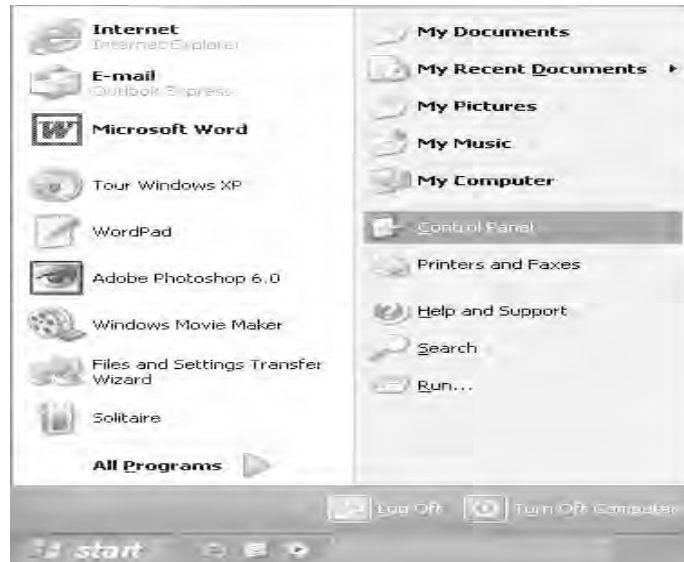 Internet
Internet Explorer
E-mail
Outlook Express
Microsoft Word
Tour Windows XP
WordPad
Adobe Photoshop 6.0
Windows Movie Maker
Files and Settings Transfer
Wizard
Solitaire
All Programs
My Documents
My Recent Documents
My Pictures
My Music
My Computer
Control Panel
Printers and Faxes
Help and Support
Search
Run...
Log Off
Turn Off Computer
start